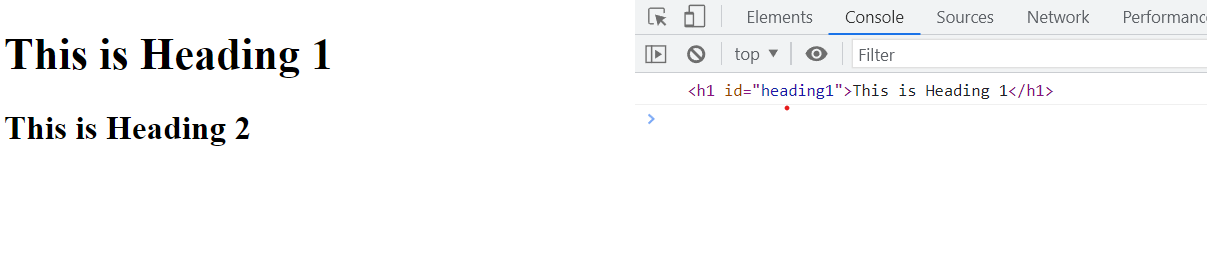 This is Heading 1
This is Heading 2
Elements Console Sources Network Performanc
top Filter
<h1 id="heading1">This is Heading 1</h1>